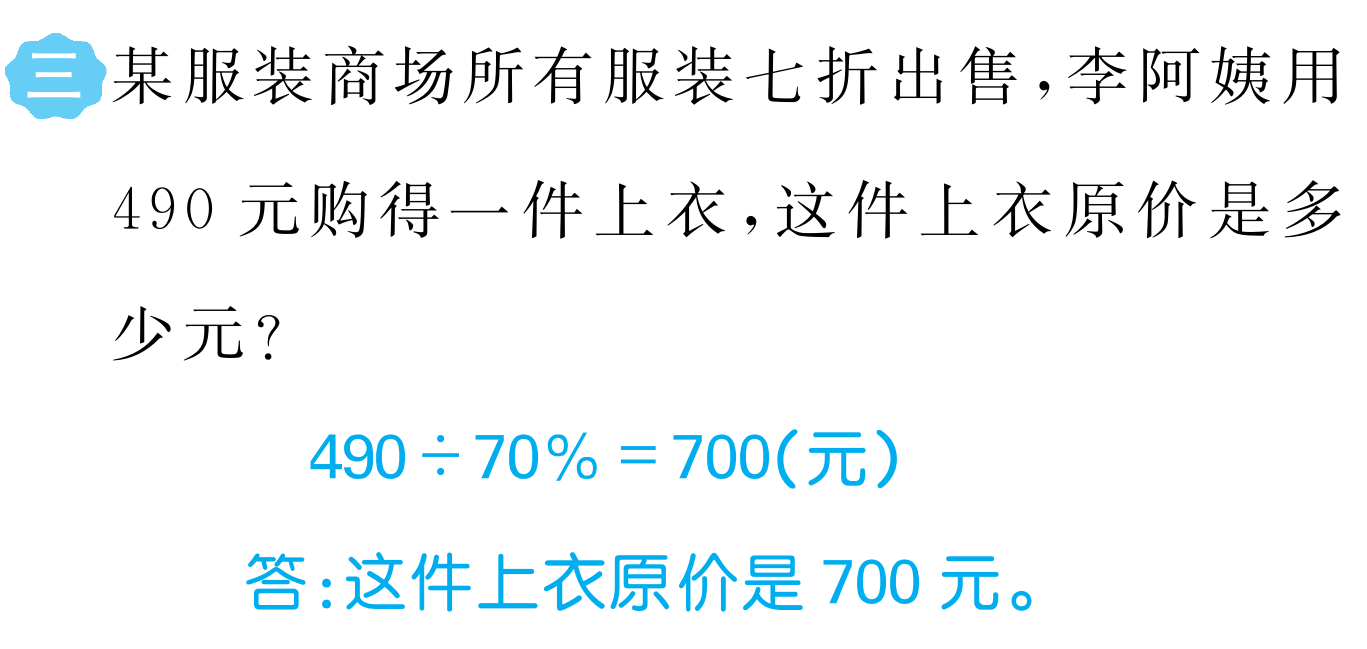 三 某服装商场所有服装七折出售,李阿姨用
490 元购得一件上衣,这件上衣原价是多
少元?
490÷70%=700(元)
答:这件上衣原价是 700 元。